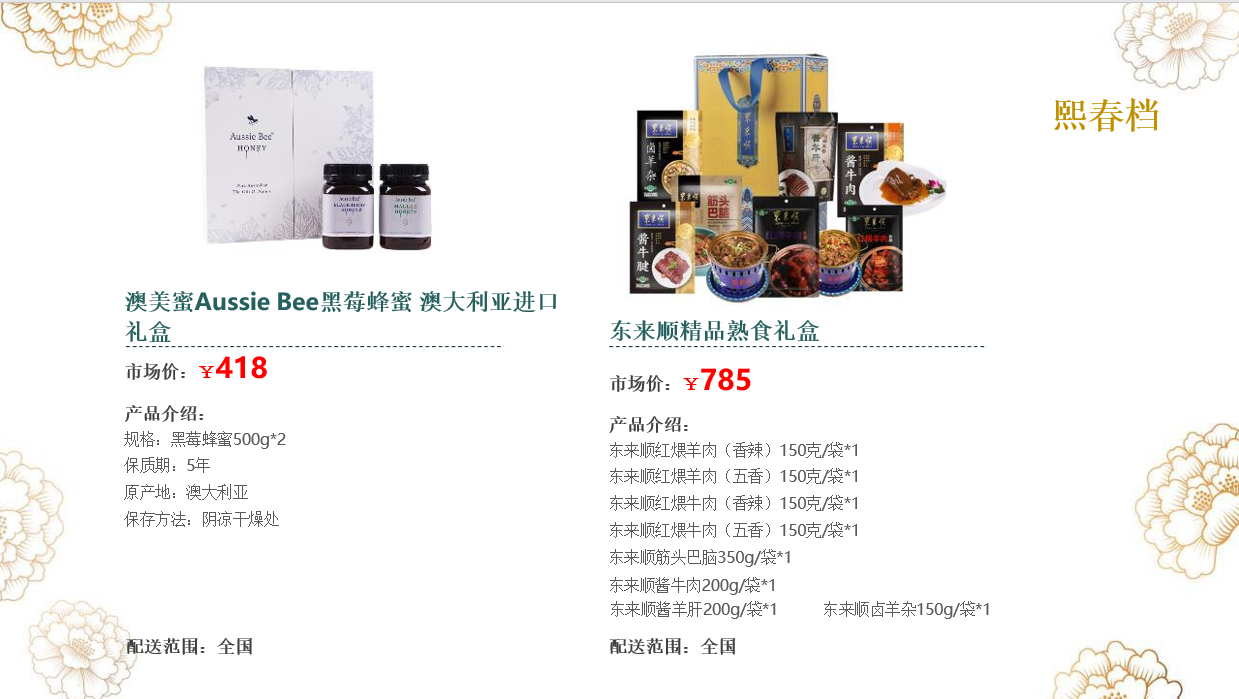 熙春档
Aussie Bee
HONEY
东来顺
卤羊杂
酱牛肉
筋头巴脑
酱牛腱
澳美蜜Aussie Bee黑莓蜂蜜 澳大利亚进口
礼盒
市场价：￥418
产品介绍：
规格：黑莓蜂蜜500g*2
保质期：5年
原产地：澳大利亚
保存方法：阴凉干燥处
配送范围：全国
东来顺精品熟食礼盒
市场价：￥785
产品介绍：
东来顺红煨羊肉（香辣）150克/袋*1
东来顺红煨羊肉（五香）150克/袋*1
东来顺红煨牛肉（香辣）150克/袋*1
东来顺红煨牛肉（五香）150克/袋*1
东来顺筋头巴脑350g/袋*1
东来顺酱牛肉200g/袋*1
东来顺酱羊肝200g/袋*1 东来顺卤羊杂150g/袋*1
配送范围：全国